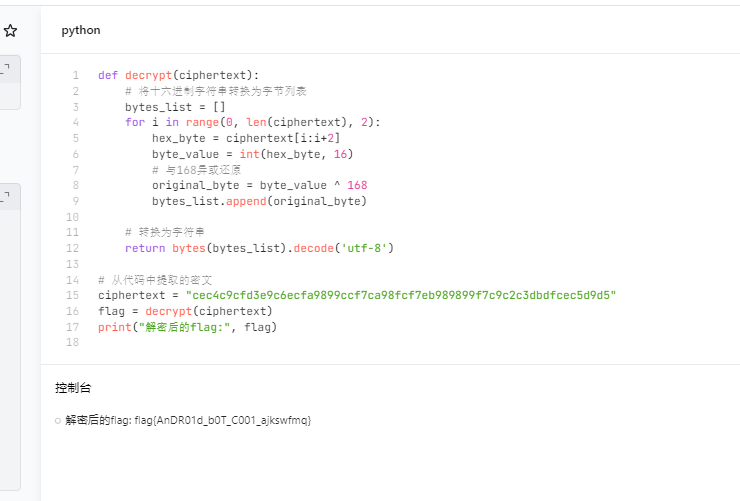 python
1 def decrypt(ciphertext):
2     # 将十六进制字符串转换为字节列表
3     bytes_list = []
4     for i in range(0, len(ciphertext), 2):
5         hex_byte = ciphertext[i:i+2]
6         byte_value = int(hex_byte, 16)
7         # 与168异或还原
8         original_byte = byte_value ^ 168
9         bytes_list.append(original_byte)
10
11     # 转换为字符串
12     return bytes(bytes_list).decode('utf-8')
13
14 # 从代码中提取的密文
15 ciphertext = "cec4c9cfd3e9c6ecfa9899ccf7ca98fcf7eb989899f7c9c2c3dbdfcec5d9d5"
16 flag = decrypt(ciphertext)
17 print("解密后的flag:", flag)
18
控制台
解密后的flag: flag{AnDR01d_b0T_C001_ajkswfmq}